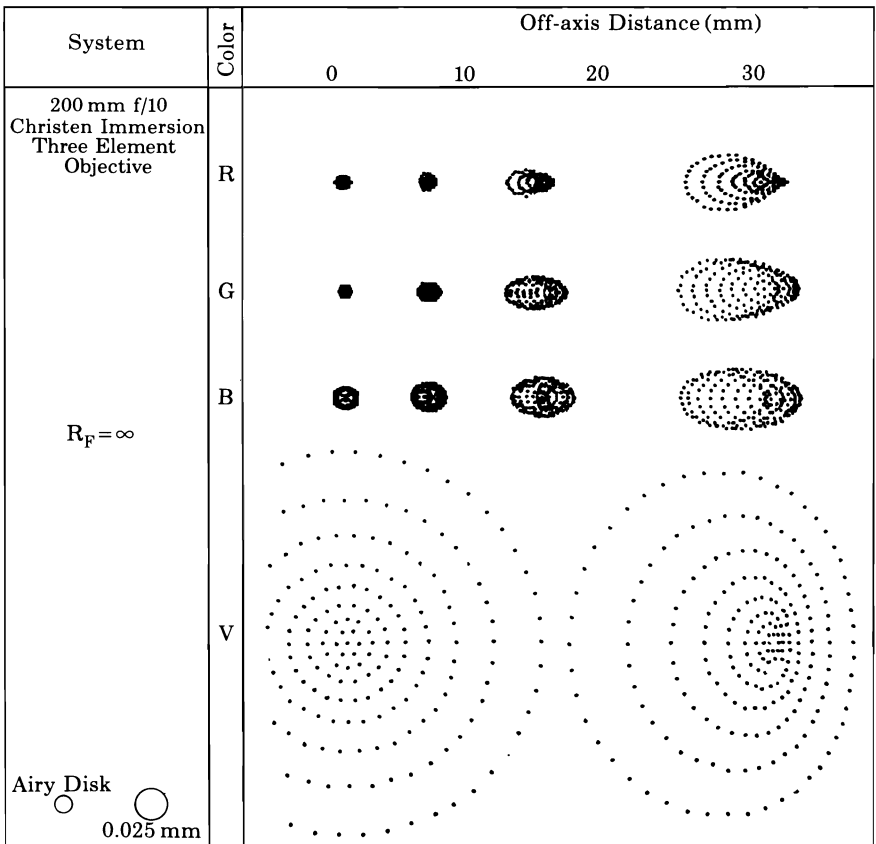 System
Color
Off-axis Distance (mm)
0 10 20 30
200 mm f/10
Christen Immersion
Three Element
Objective
R
G
B
R_F = ∞
V
Airy Disk
0.025 mm